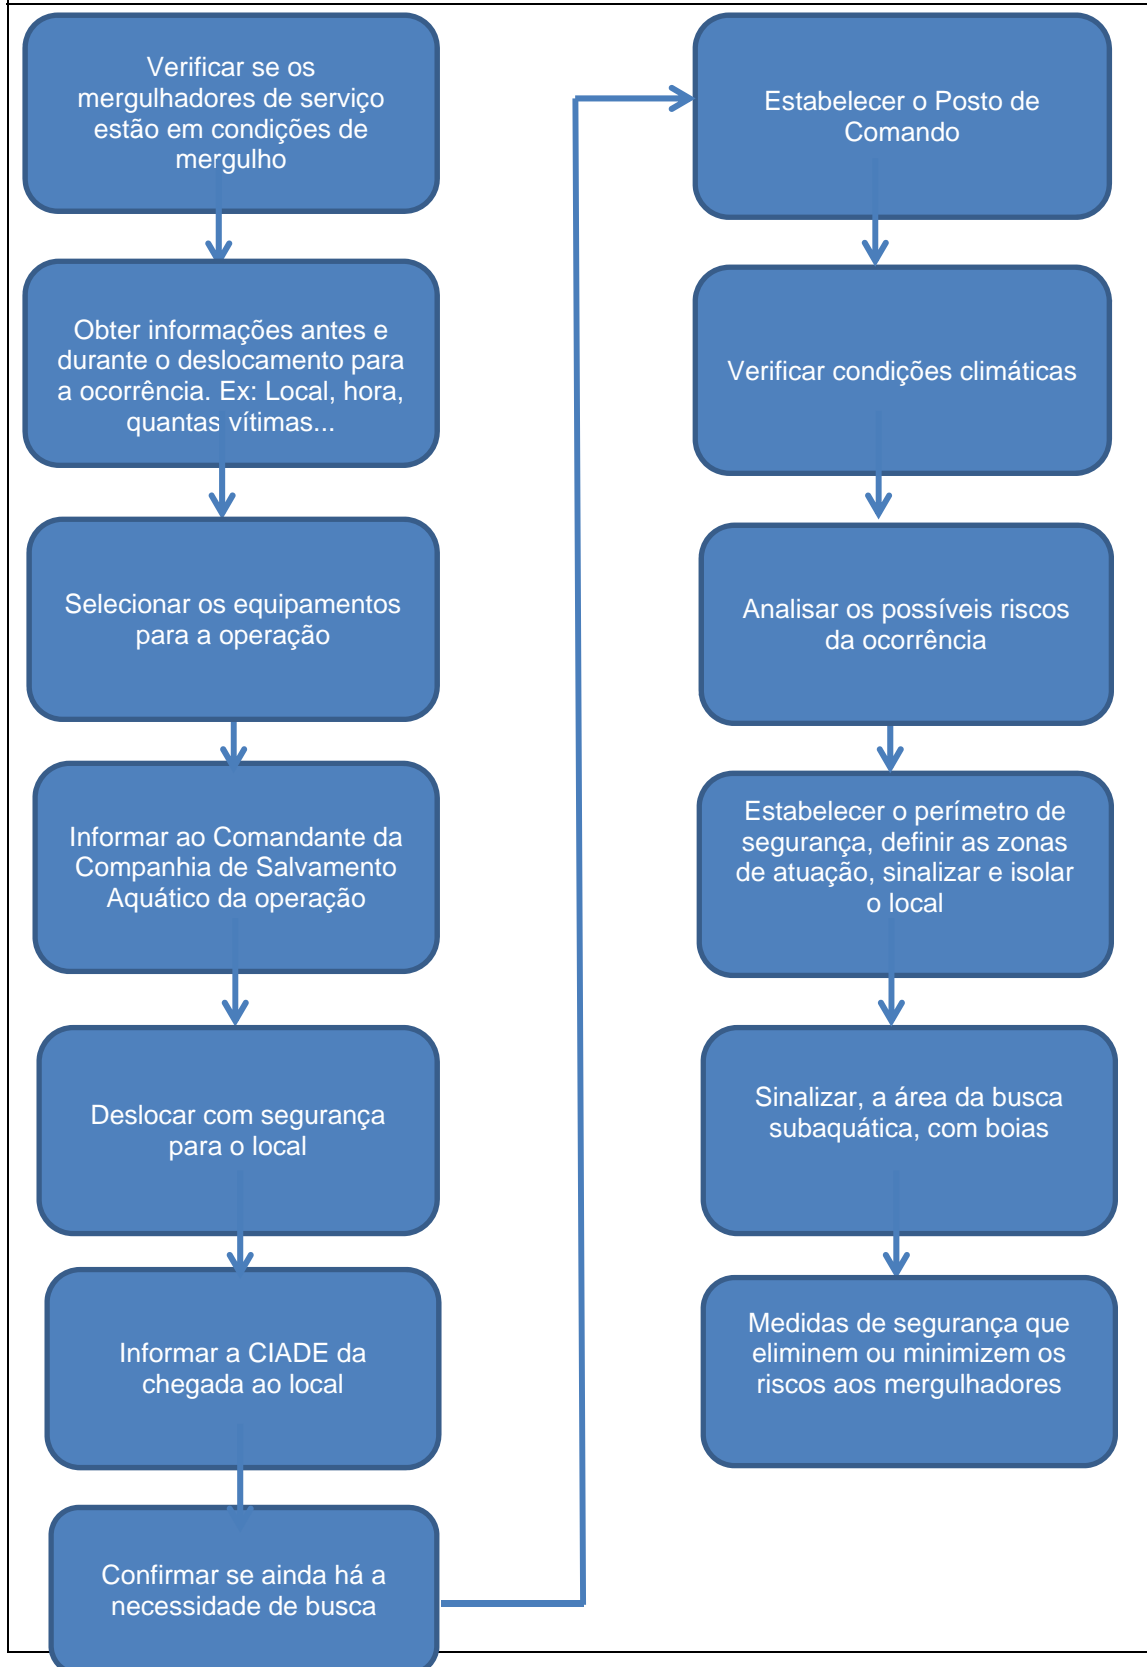 Verificar se os
mergulhadores de serviço
estão em condições de
mergulho
Obter informações antes e
durante o deslocamento para
a ocorrência. Ex: Local, hora,
quantas vítimas...
Selecionar os equipamentos
para a operação
Informar ao Comandante da
Companhia de Salvamento
Aquático da operação
Deslocar com segurança
para o local
Informar a CIADE da
chegada ao local
Confirmar se ainda há a
necessidade de busca
Estabelecer o Posto de
Comando
Verificar condições climáticas
Analisar os possíveis riscos
da ocorrência
Estabelecer o perímetro de
segurança, definir as zonas
de atuação, sinalizar e isolar
o local
Sinalizar, a área da busca
subaquática, com boias
Medidas de segurança que
eliminem ou minimizem os
riscos aos mergulhadores